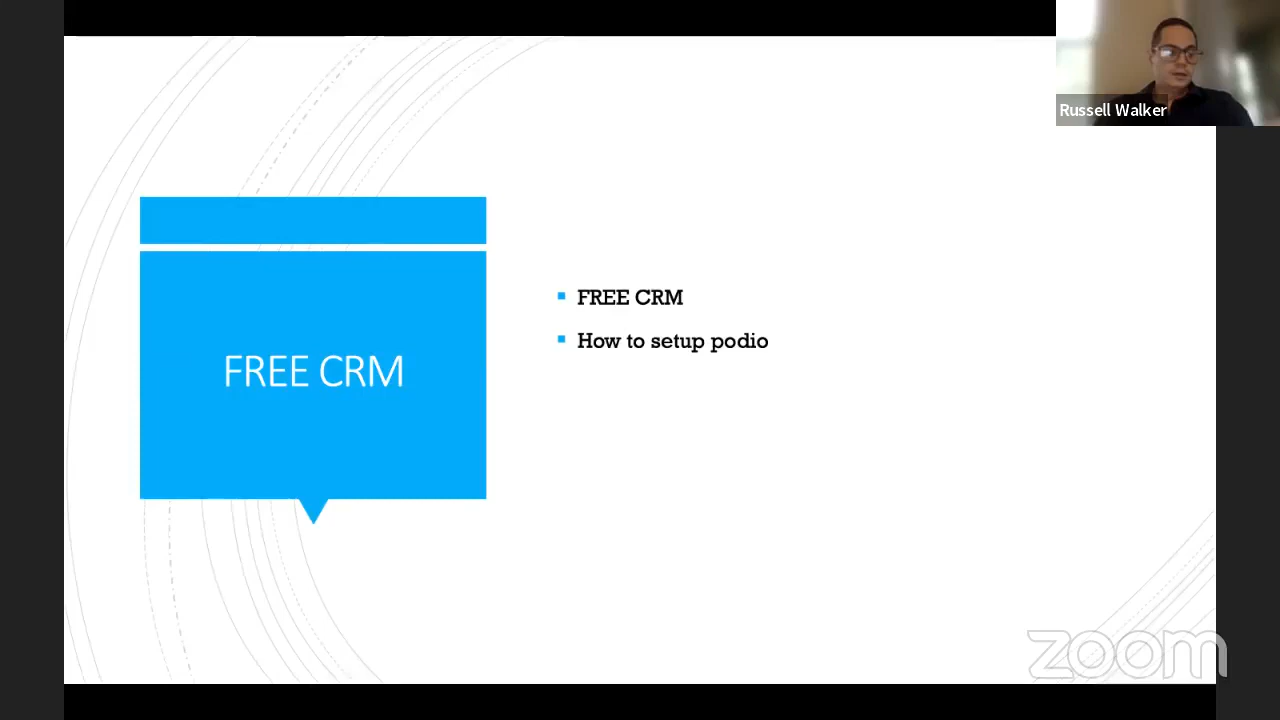 Russell Walker
FREE CRM
FREE CRM
How to setup podio
zoom